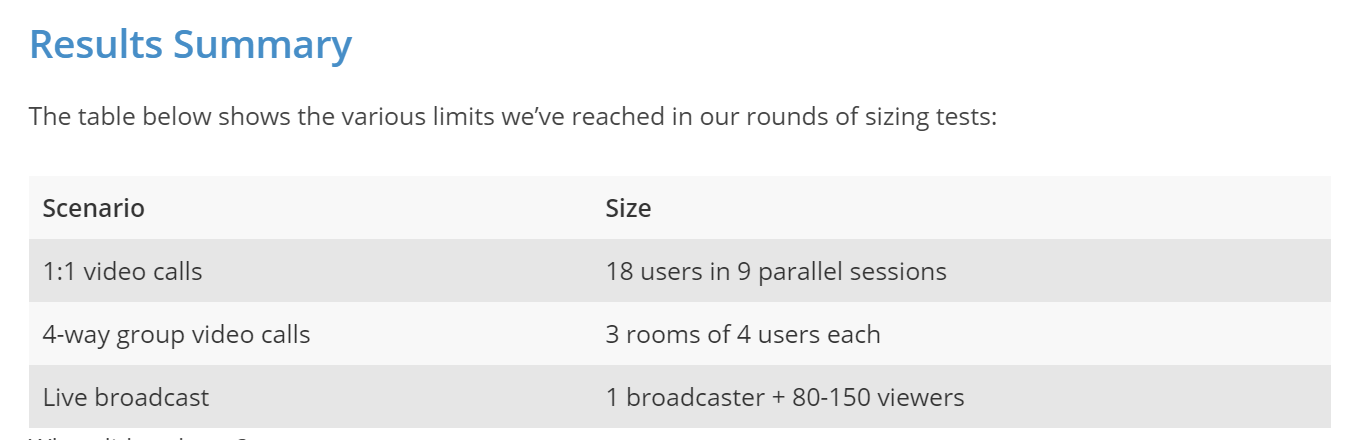 Results Summary
The table below shows the various limits we’ve reached in our rounds of sizing tests:
Scenario Size
1:1 video calls 18 users in 9 parallel sessions
4-way group video calls 3 rooms of 4 users each
Live broadcast 1 broadcaster + 80-150 viewers